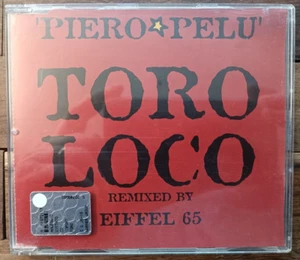 'PIERO PELU'
TORO
LOCO
REMIXED BY
EIFFEL 65